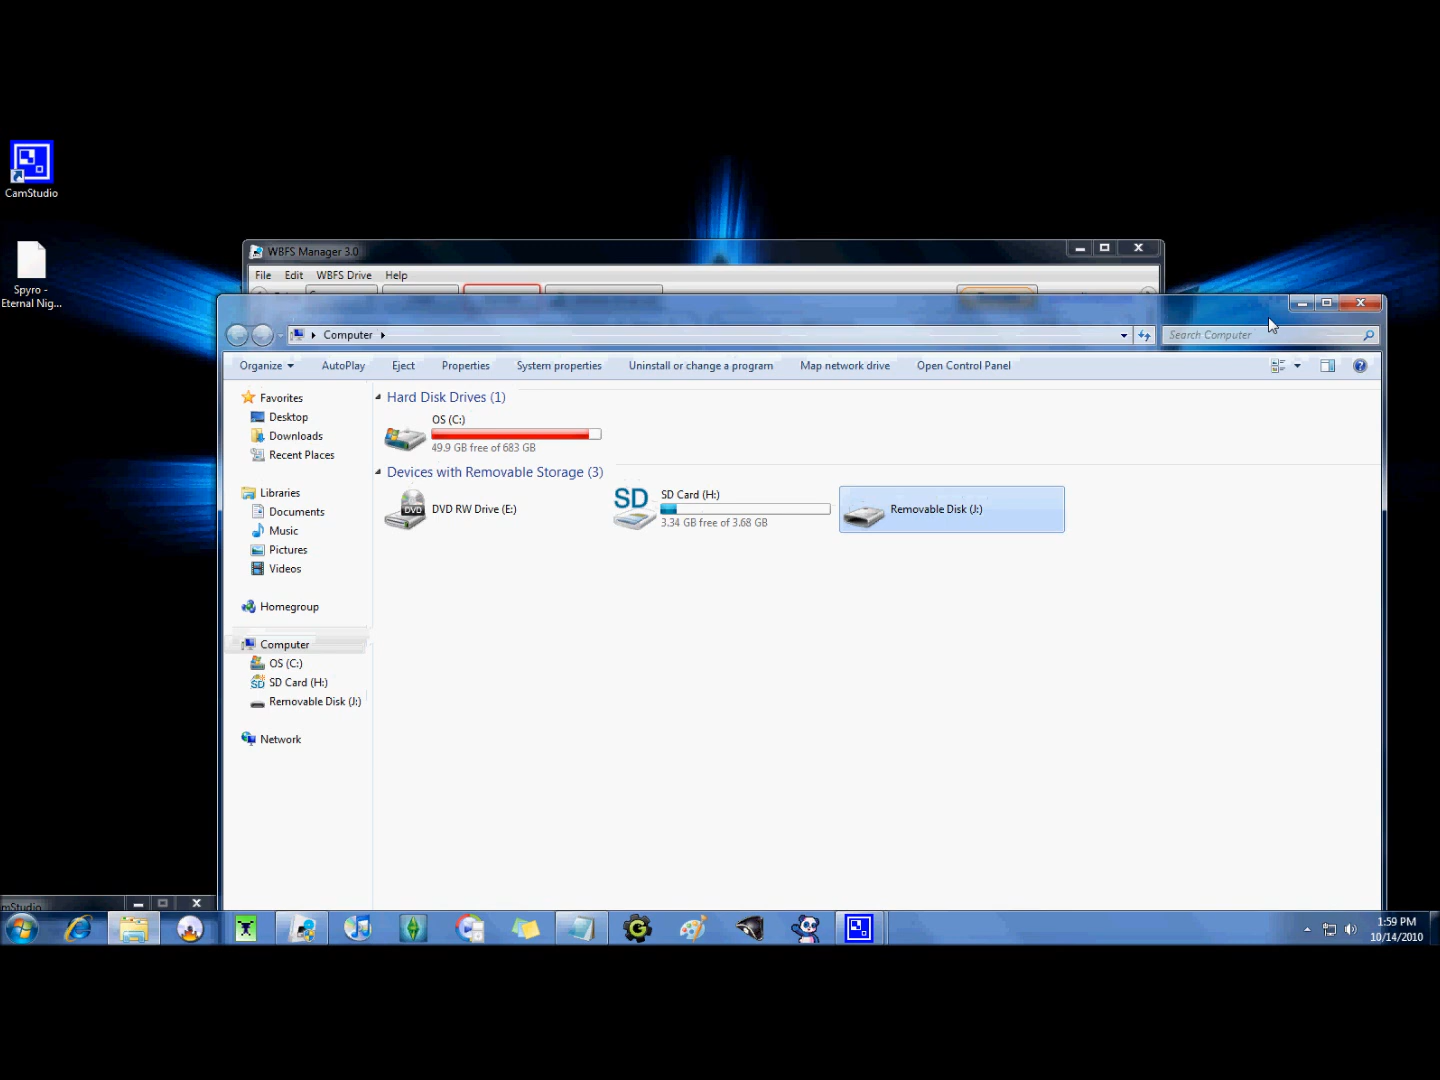 CamStudio
Spyro -
Eternal Nig...
WBFS Manager 3.0
File Edit WBFS Drive Help
Computer
Search Computer
Organize AutoPlay Eject Properties System properties Uninstall or change a program Map network drive Open Control Panel
Favorites
Desktop
Downloads
Recent Places
Libraries
Documents
Music
Pictures
Videos
Homegroup
Computer
OS (C:)
SD Card (H:)
Removable Disk (J:)
Network
Hard Disk Drives (1)
OS (C:)
49.9 GB free of 683 GB
Devices with Removable Storage (3)
DVD
DVD RW Drive (E:)
SD
SD Card (H:)
3.34 GB free of 3.68 GB
Removable Disk (J:)
mStudio
1:59 PM
10/14/2010